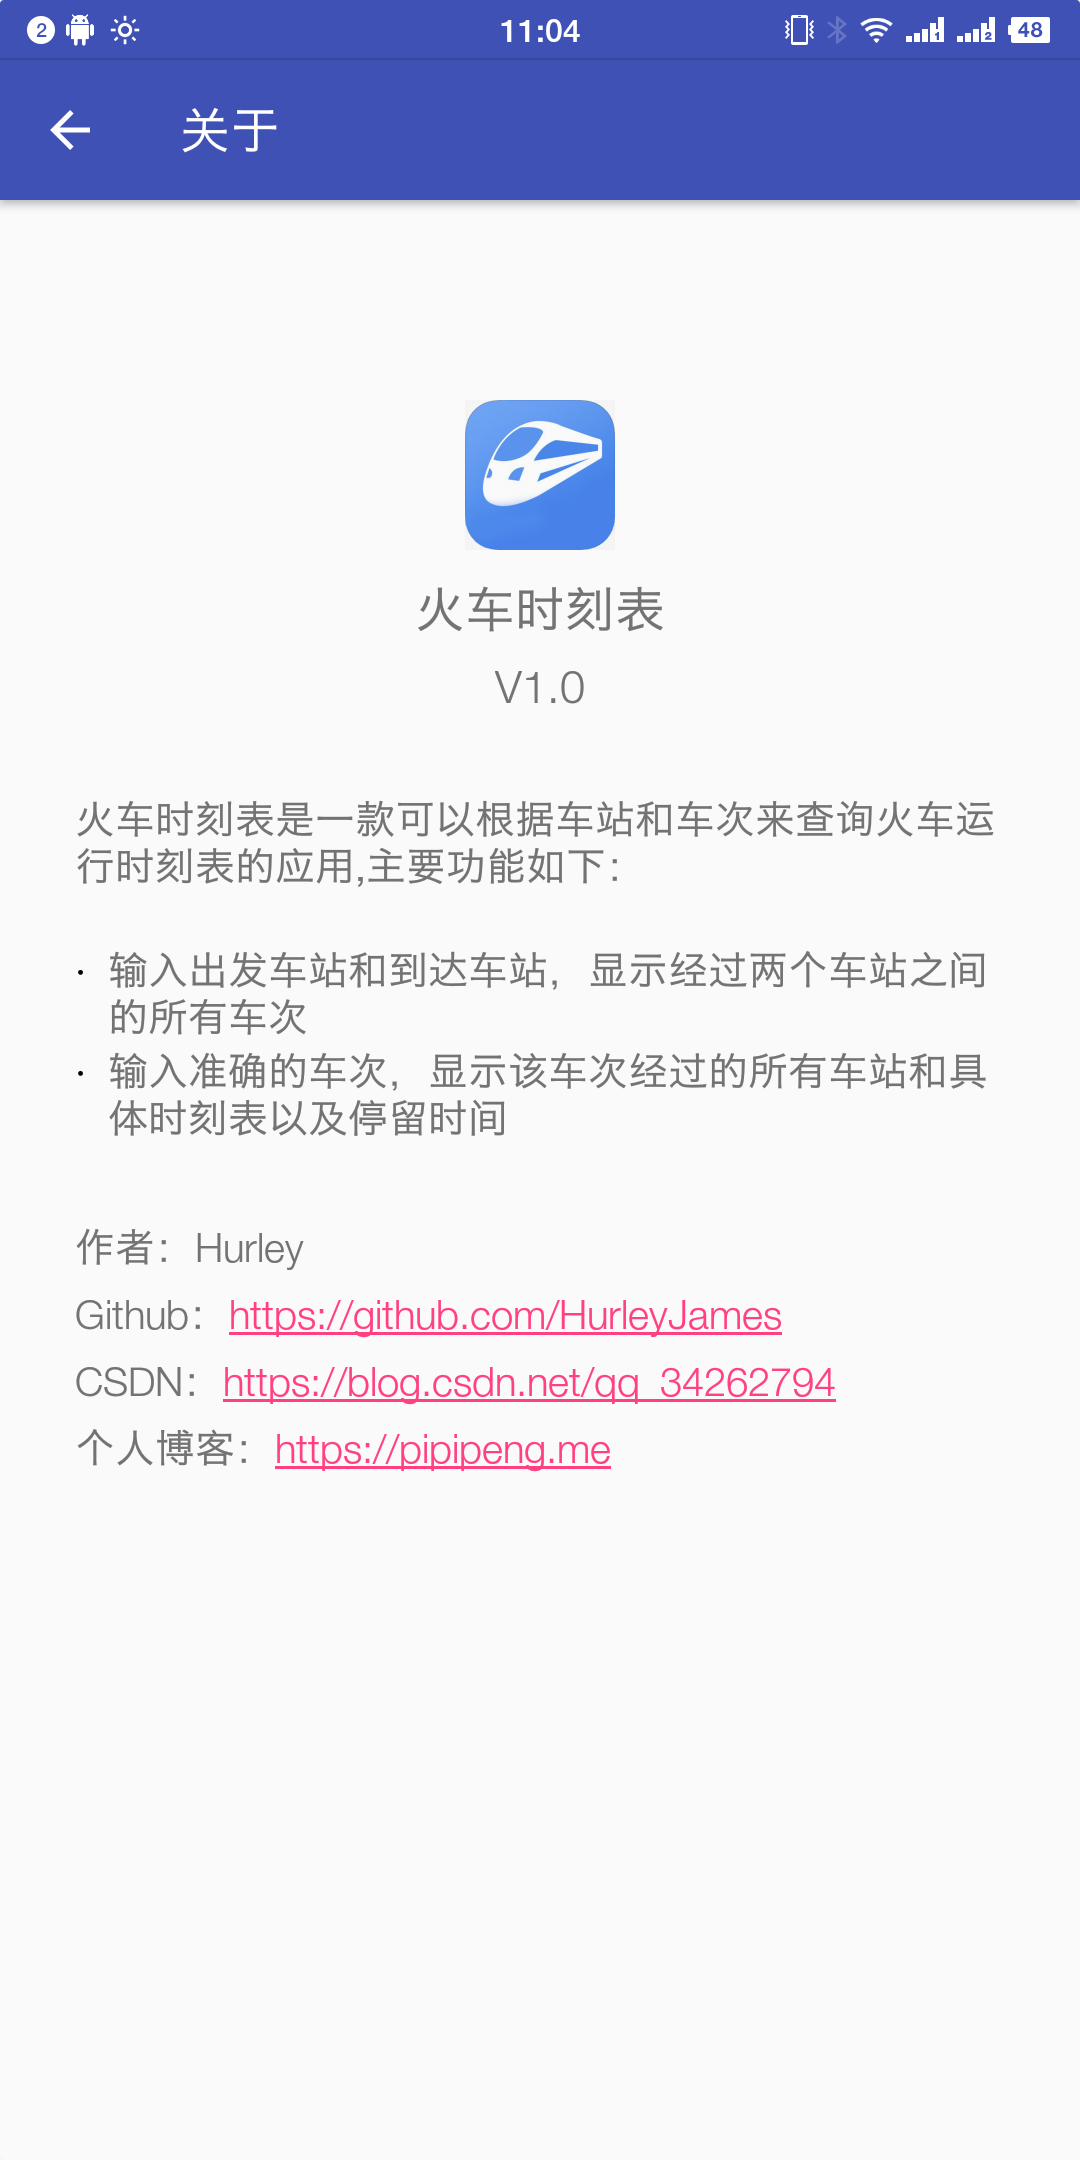 2 11:04 1 2 48
关于
火车时刻表
V1.0
火车时刻表是一款可以根据车站和车次来查询火车运
行时刻表的应用,主要功能如下：
· 输入出发车站和到达车站，显示经过两个车站之间
的所有车次
· 输入准确的车次，显示该车次经过的所有车站和具
体时刻表以及停留时间
作者：Hurley
Github：https://github.com/HurleyJames
CSDN：https://blog.csdn.net/qq_34262794
个人博客：https://pipipeng.me